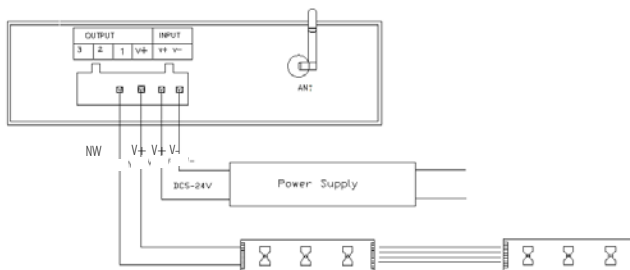 OUTPUT INPUT
3 2 1 V+ V+ V-
ANT
NW V+ V+ V-
DC5-24V Power Supply